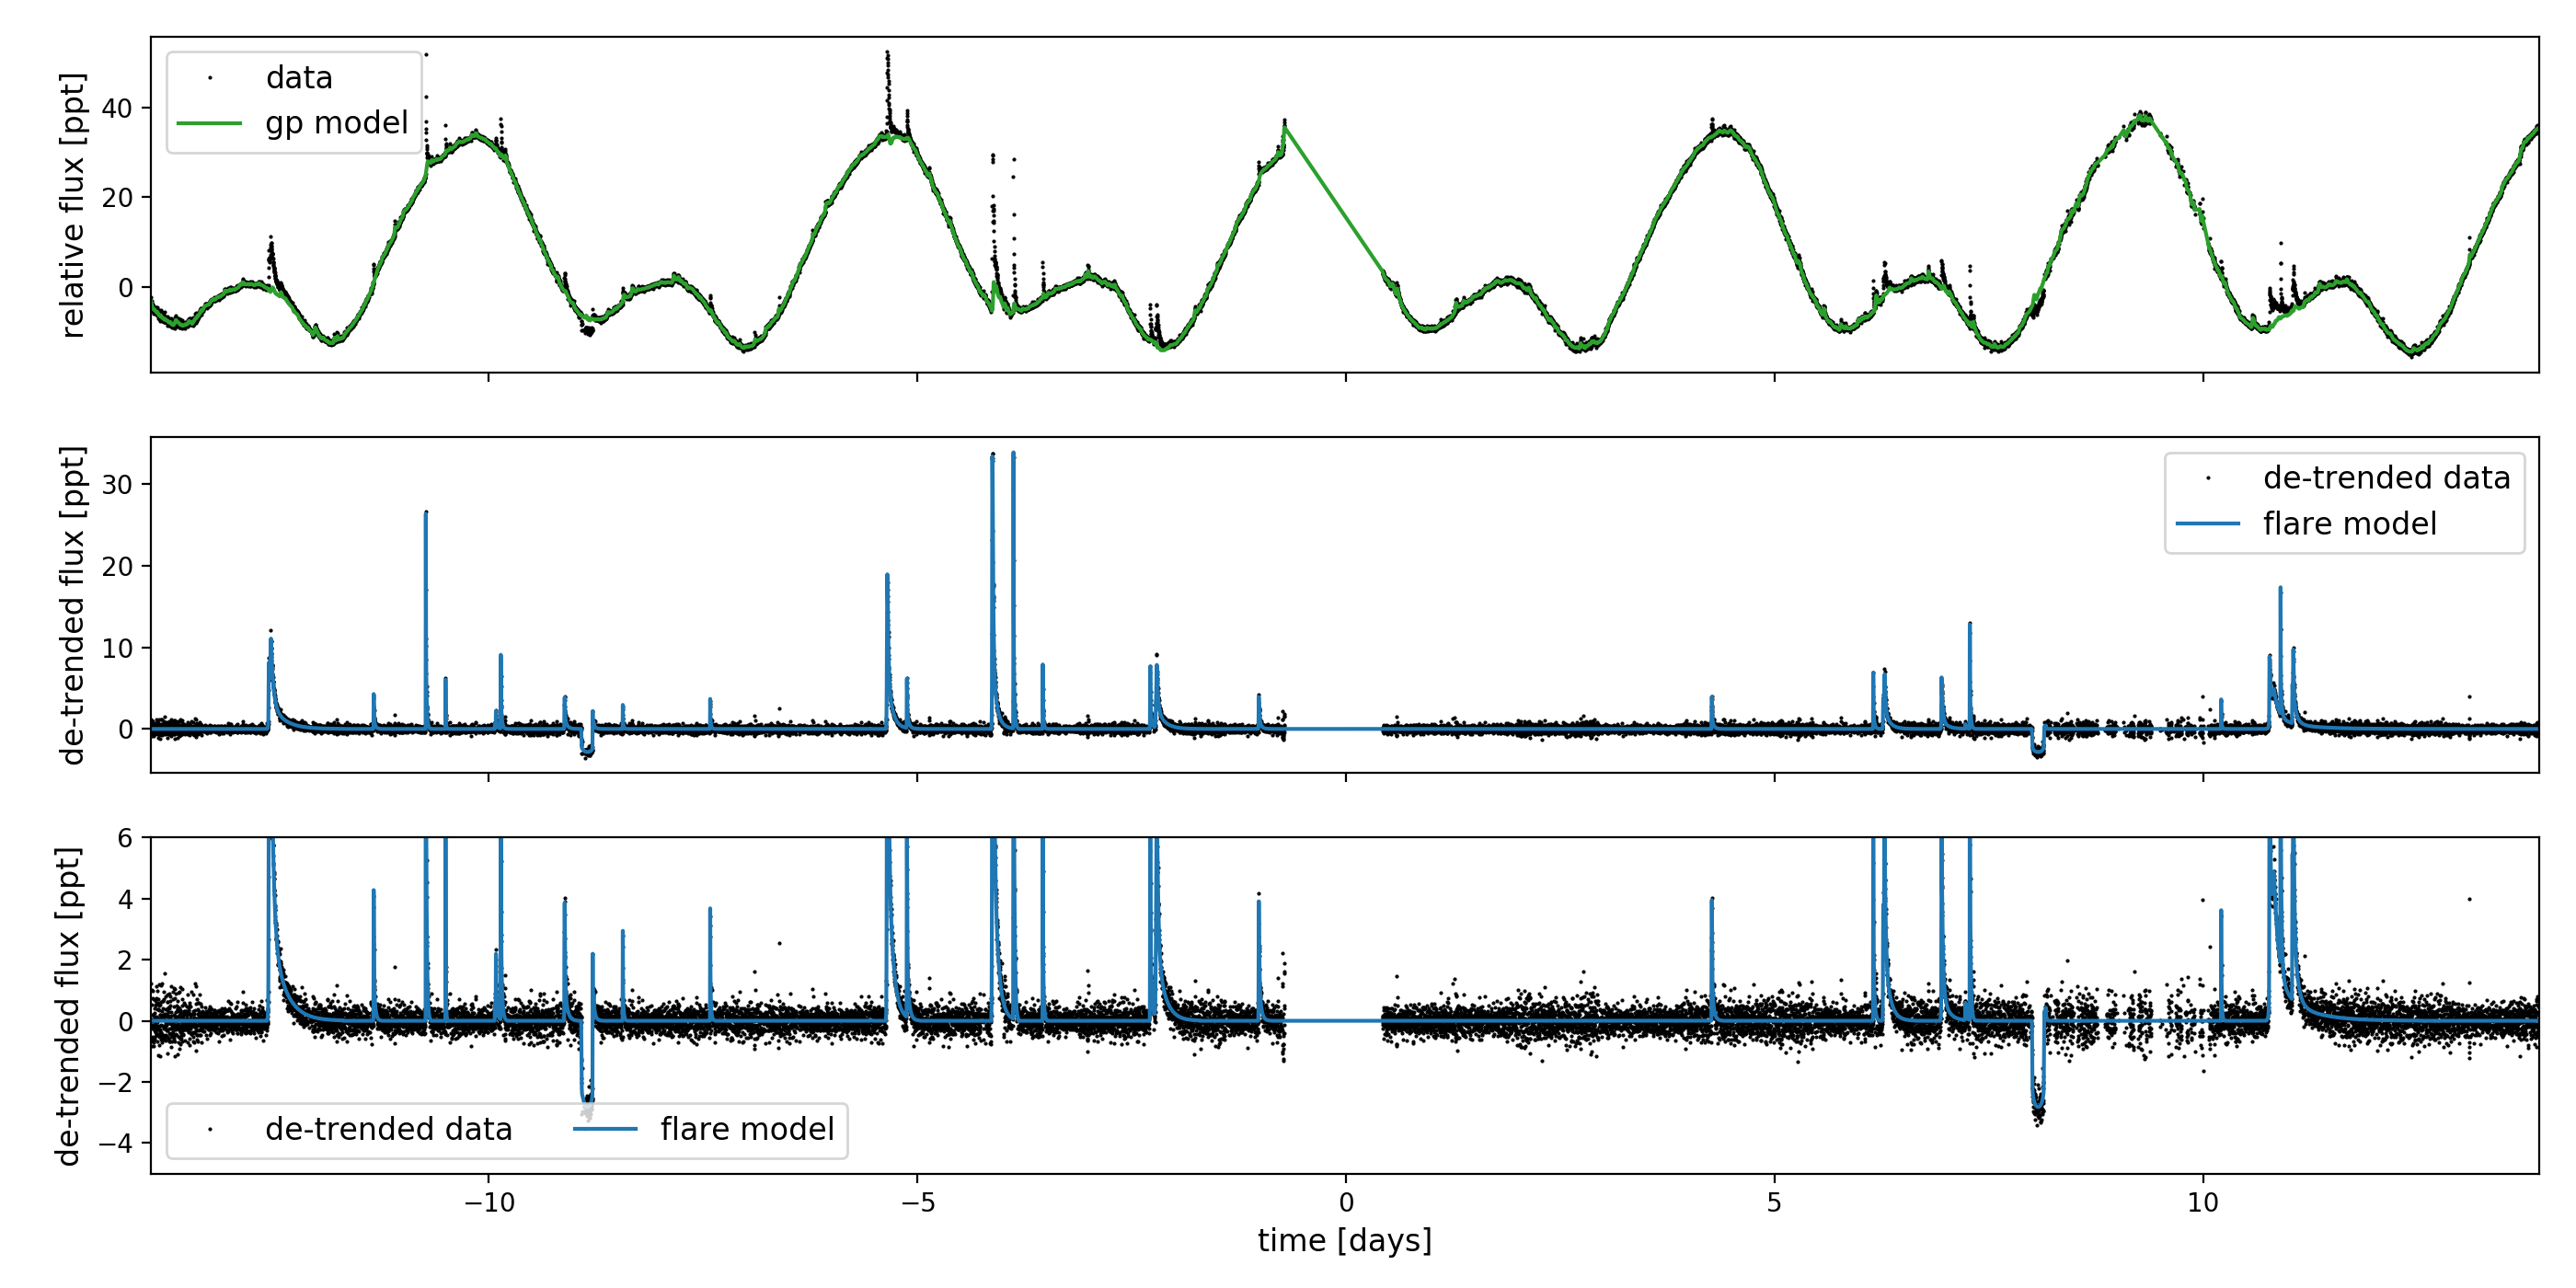 data
gp model
relative flux [ppt]
40
20
0
de-trended data
flare model
de-trended flux [ppt]
30
20
10
0
de-trended flux [ppt]
6
4
2
0
−2
−4
de-trended data flare model
−10 −5 0 5 10
time [days]